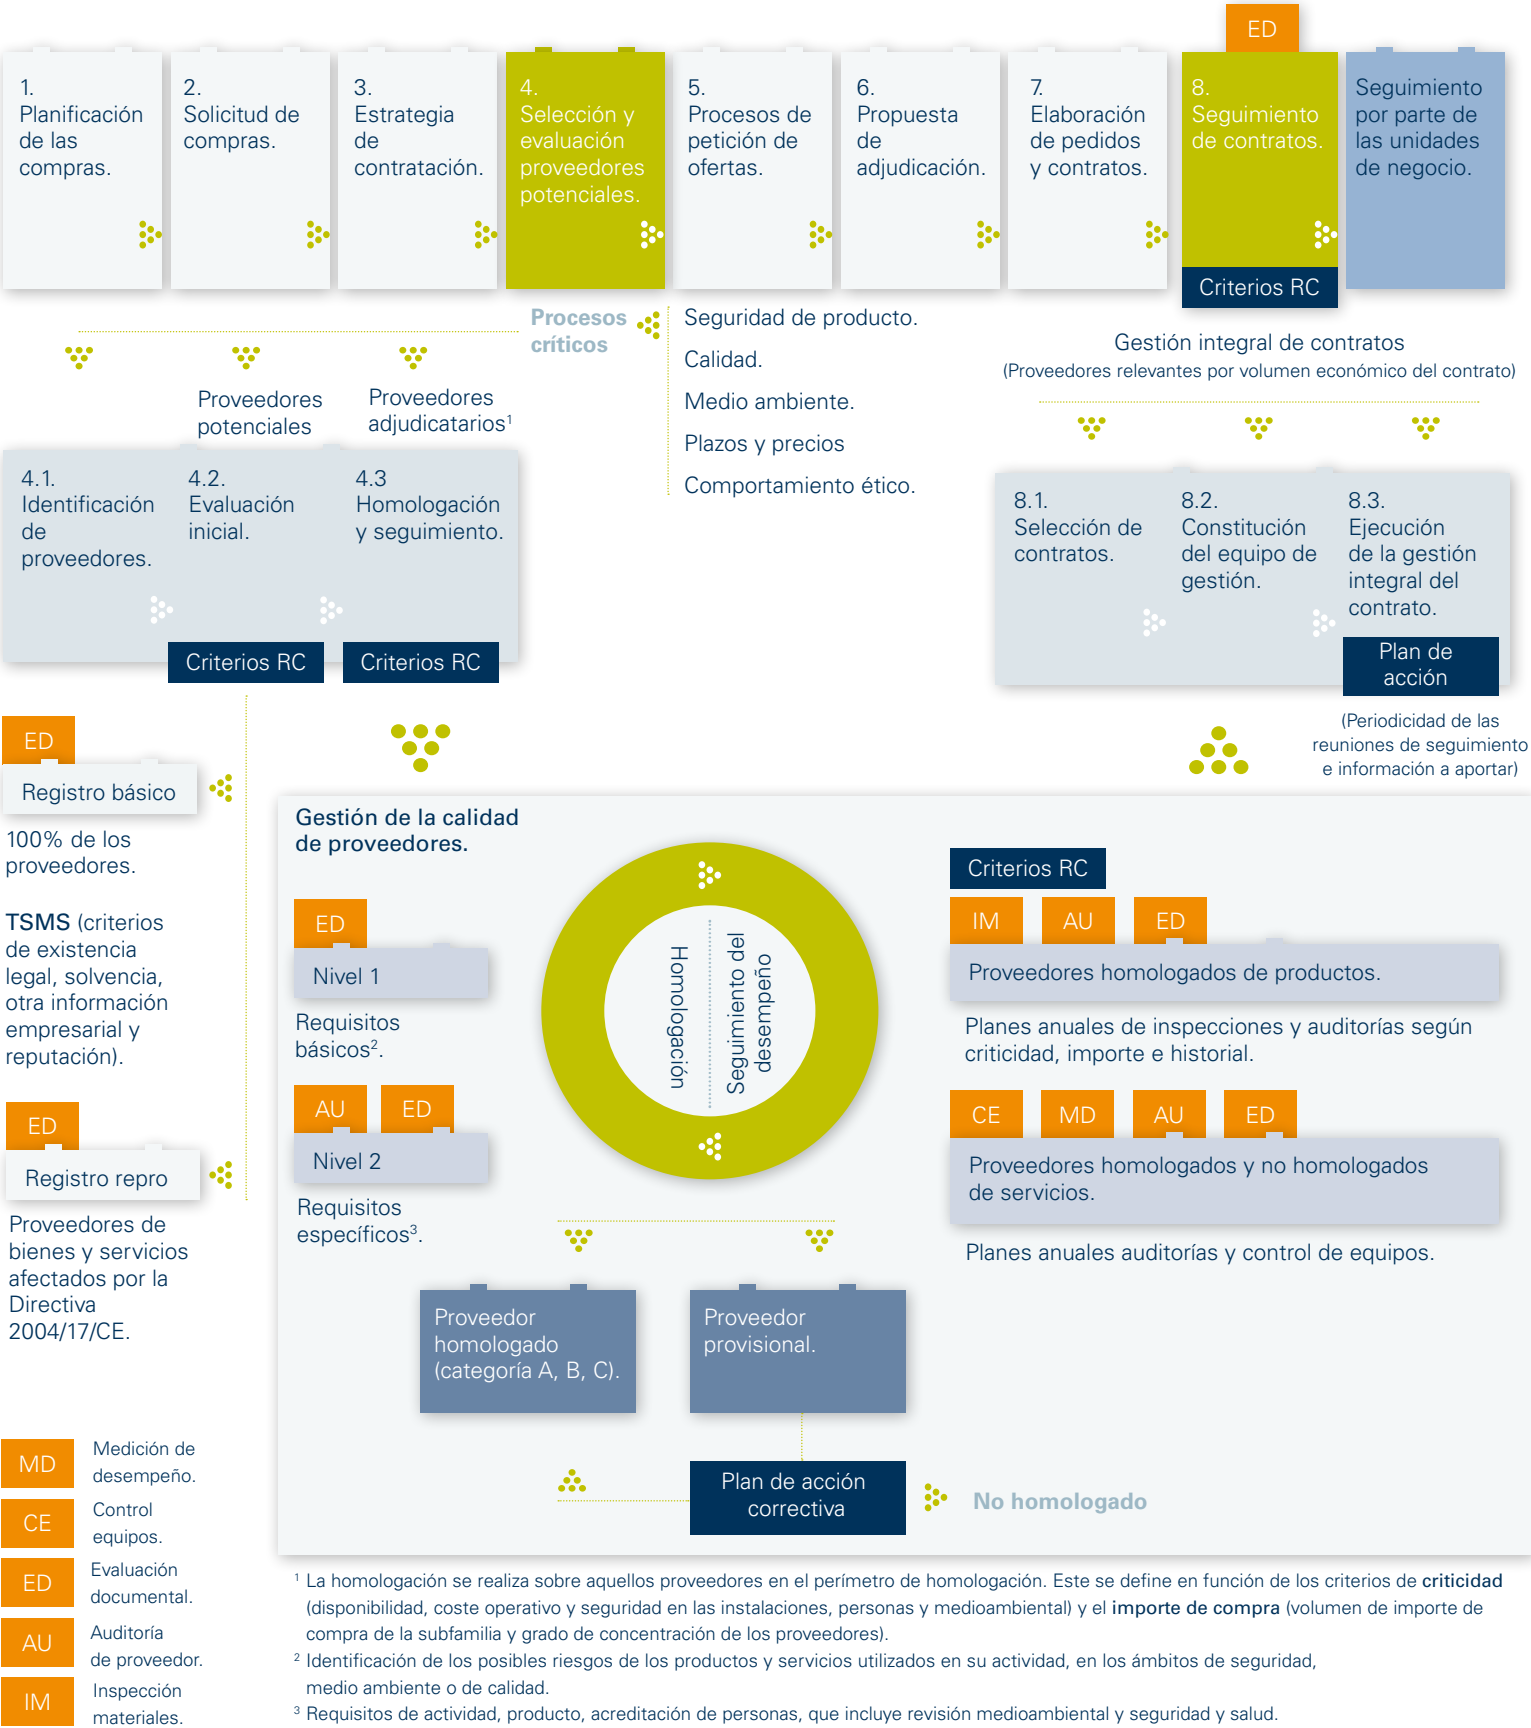 ED
1.
Planificación
de las
compras.
2.
Solicitud de
compras.
3.
Estrategia
de
contratación.
4.
Selección y
evaluación
proveedores
potenciales.
5.
Procesos de
petición de
ofertas.
6.
Propuesta
de
adjudicación.
7.
Elaboración
de pedidos
y contratos.
8.
Seguimiento
de contratos.
Criterios RC
Seguimiento
por parte de
las unidades
de negocio.
Procesos
críticos
Seguridad de producto.
Calidad.
Medio ambiente.
Plazos y precios
Comportamiento ético.
Gestión integral de contratos
(Proveedores relevantes por volumen económico del contrato)
Proveedores
potenciales
Proveedores
adjudicatarios¹
4.1.
Identificación
de
proveedores.
4.2.
Evaluación
inicial.
4.3
Homologación
y seguimiento.
Criterios RC
Criterios RC
8.1.
Selección de
contratos.
8.2.
Constitución
del equipo de
gestión.
8.3.
Ejecución
de la gestión
integral del
contrato.
Plan de
acción
(Periodicidad de las
reuniones de seguimiento
e información a aportar)
ED
Registro básico
100% de los
proveedores.
TSMS (criterios
de existencia
legal, solvencia,
otra información
empresarial y
reputación).
ED
Registro repro
Proveedores de
bienes y servicios
afectados por la
Directiva
2004/17/CE.
Gestión de la calidad
de proveedores.
ED
Nivel 1
Requisitos
básicos².
AU
ED
Nivel 2
Requisitos
específicos³.
Homologación
Seguimiento del
desempeño
Criterios RC
IM
AU
ED
Proveedores homologados de productos.
Planes anuales de inspecciones y auditorías según
criticidad, importe e historial.
CE
MD
AU
ED
Proveedores homologados y no homologados
de servicios.
Planes anuales auditorías y control de equipos.
Proveedor
homologado
(categoría A, B, C).
Proveedor
provisional.
Plan de acción
correctiva
No homologado
MD
Medición de
desempeño.
CE
Control
equipos.
ED
Evaluación
documental.
AU
Auditoría
de proveedor.
IM
Inspección
materiales.
¹ La homologación se realiza sobre aquellos proveedores en el perímetro de homologación. Este se define en función de los criterios de criticidad
(disponibilidad, coste operativo y seguridad en las instalaciones, personas y medioambiental) y el importe de compra (volumen de importe de
compra de la subfamilia y grado de concentración de los proveedores).
² Identificación de los posibles riesgos de los productos y servicios utilizados en su actividad, en los ámbitos de seguridad,
medio ambiente o de calidad.
³ Requisitos de actividad, producto, acreditación de personas, que incluye revisión medioambiental y seguridad y salud.